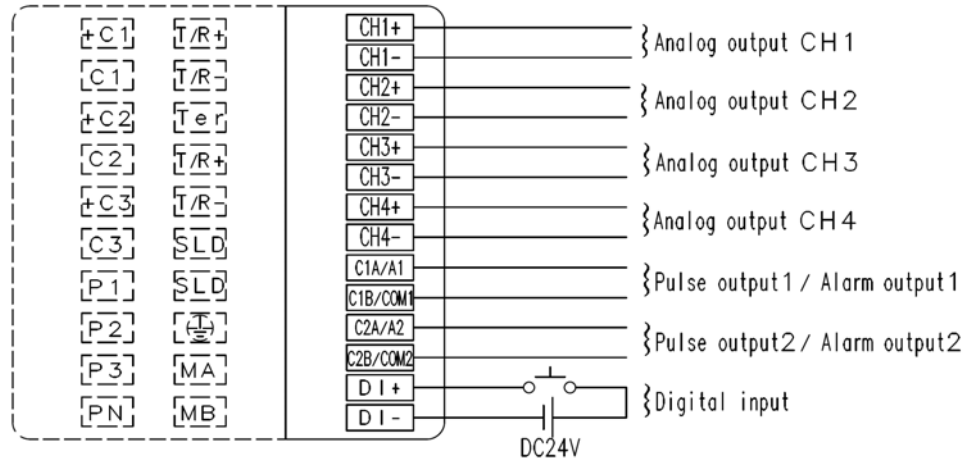 +C1 T/R+ CH1+
CH1- Analog output CH1
C1 T/R-
CH2+
+C2 Ter CH2- Analog output CH2
C2 T/R+ CH3+
CH3- Analog output CH3
+C3 T/R- CH4+
C3 SLD CH4- Analog output CH4
P1 SLD C1A/A1
C1B/COM1 Pulse output1 / Alarm output1
P2 C2A/A2
C2B/COM2 Pulse output2 / Alarm output2
P3 MA DI+
PN MB DI- Digital input
DC24V